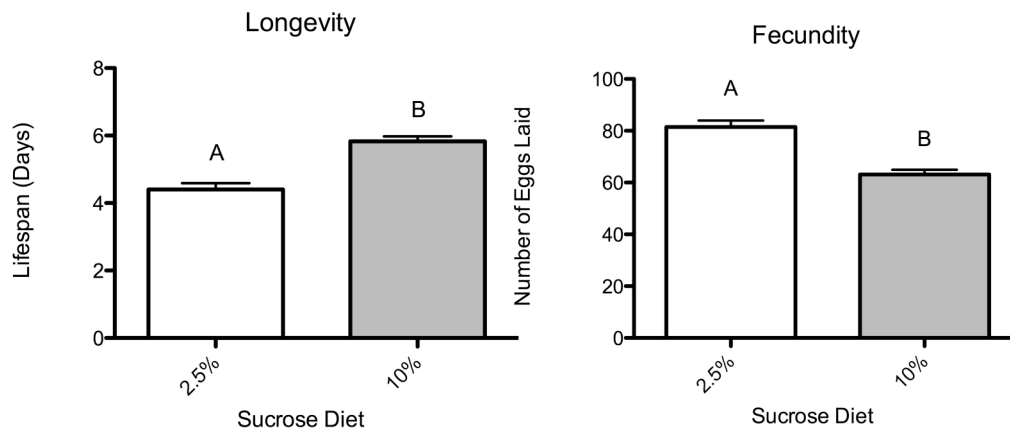 Longevity
Lifespan (Days)
8
6
4
2
0
A
B
2.5%
10%
Sucrose Diet
Fecundity
Number of Eggs Laid
100
80
60
40
20
0
A
B
2.5%
10%
Sucrose Diet